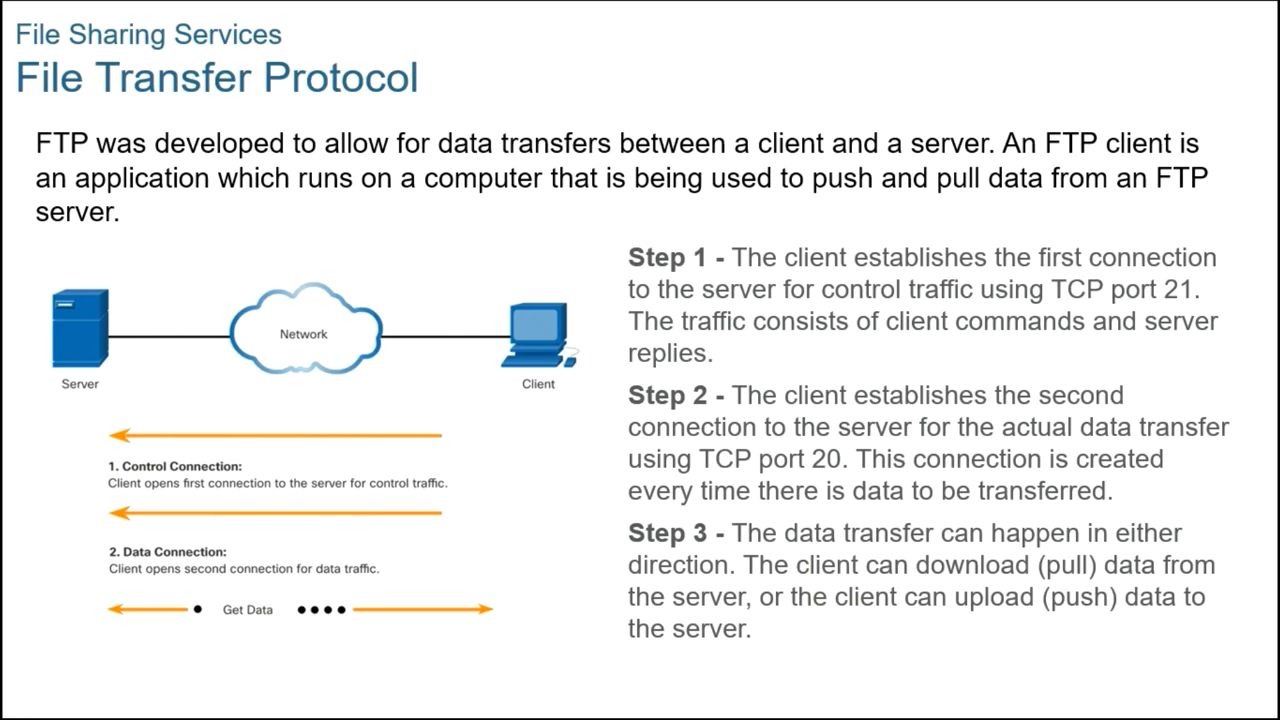 File Sharing Services
File Transfer Protocol
FTP was developed to allow for data transfers between a client and a server. An FTP client is
an application which runs on a computer that is being used to push and pull data from an FTP
server.
Server
Network
Client
1. Control Connection:
Client opens first connection to the server for control traffic.
2. Data Connection:
Client opens second connection for data traffic.
Get Data
Step 1 - The client establishes the first connection
to the server for control traffic using TCP port 21.
The traffic consists of client commands and server
replies.
Step 2 - The client establishes the second
connection to the server for the actual data transfer
using TCP port 20. This connection is created
every time there is data to be transferred.
Step 3 - The data transfer can happen in either
direction. The client can download (pull) data from
the server, or the client can upload (push) data to
the server.